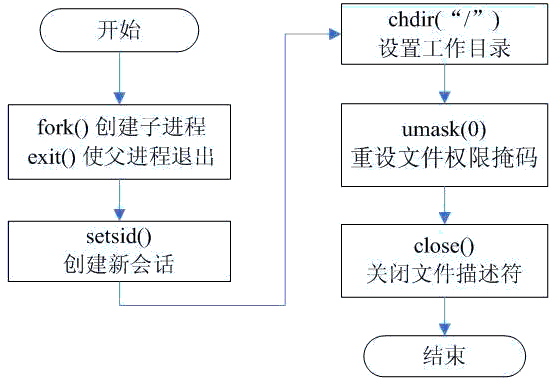 开始
fork() 创建子进程
exit() 使父进程退出
setsid()
创建新会话
chdir(“/”)
设置工作目录
umask(0)
重设文件权限掩码
close()
关闭文件描述符
结束